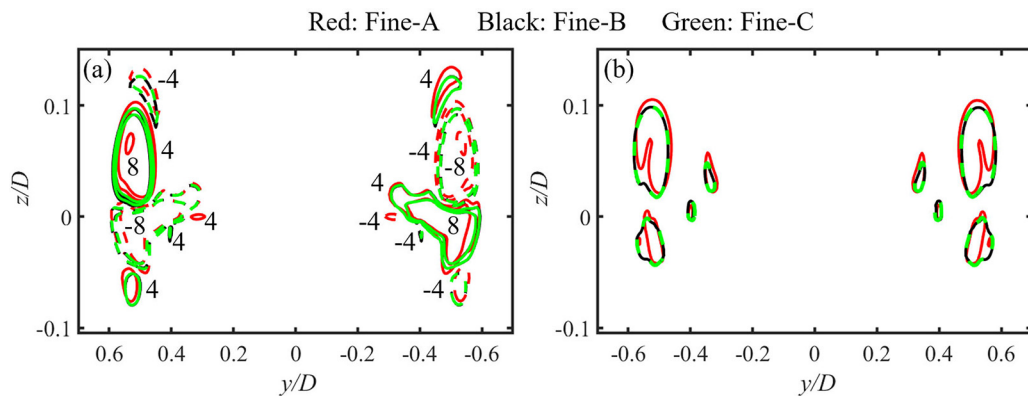 Red: Fine-A Black: Fine-B Green: Fine-C
(a) (b)
-4 4
0.1 0.1
4 -4
8 -8
z/D z/D
4
0 -8 4 -4 8 0
4 -4
4 -4
-0.1 -0.1
0.6 0.4 0.2 0 -0.2 -0.4 -0.6 -0.6 -0.4 -0.2 0 0.2 0.4 0.6
y/D y/D